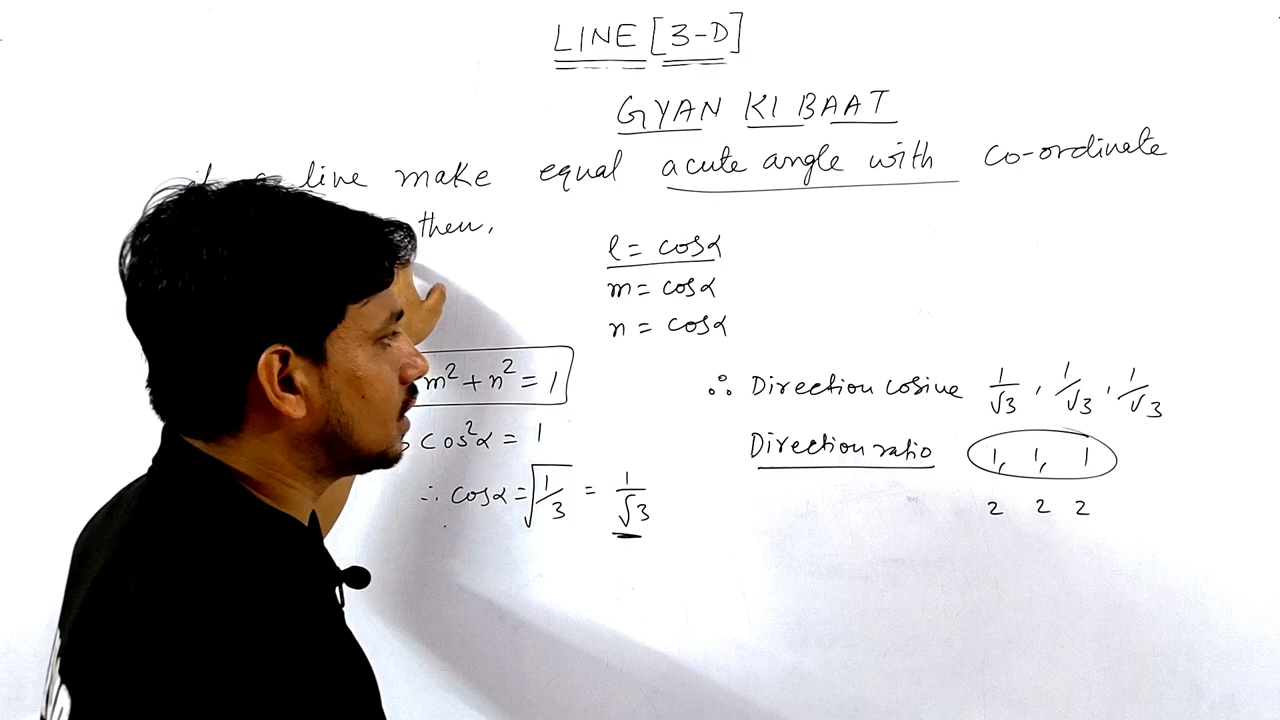 LINE [3-D]
GYAN KI BAAT
line make equal acute angle with co-ordinate
then,
l = cosα
m = cosα
n = cosα
m² + n² = 1
cos²α = 1
∴ cosα = √1/3 = 1/√3
∴ Direction cosine 1/√3, 1/√3, 1/√3
Direction ratio 1, 1, 1
2 2 2